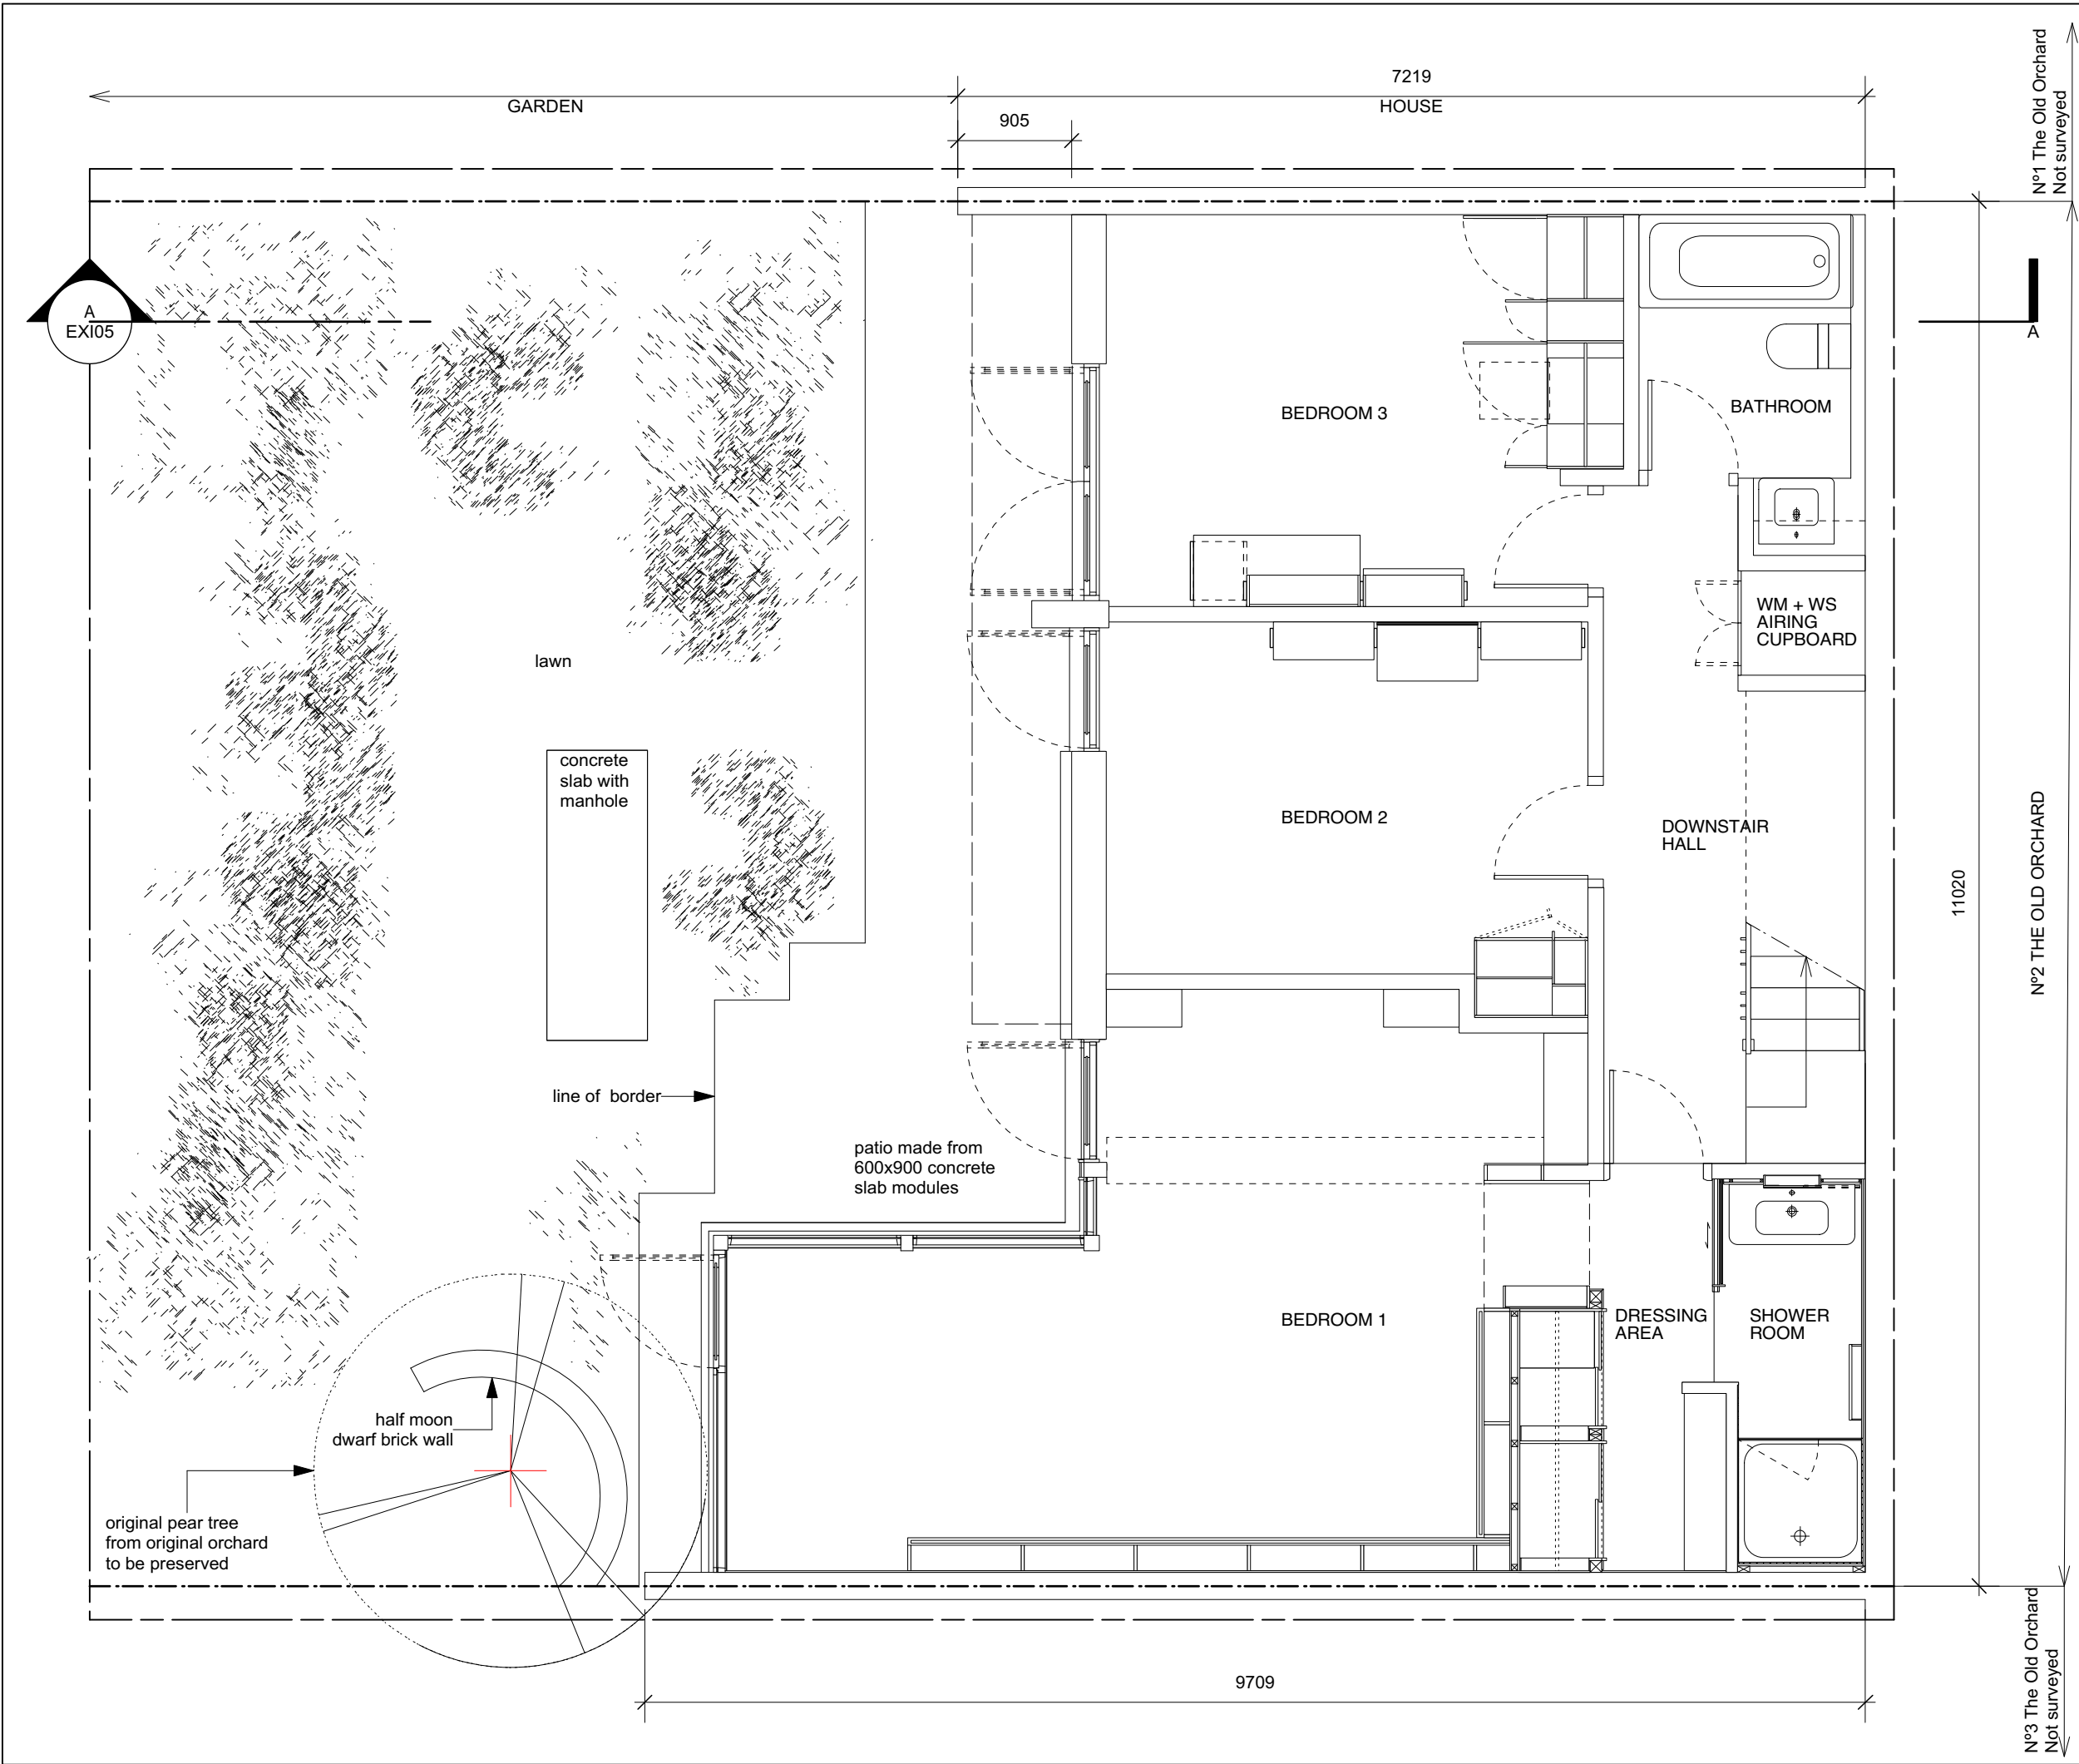 7219
GARDEN
HOUSE
905
Nº1 The Old Orchard
Not surveyed
A
EXI05
A
BEDROOM 3
BATHROOM
WM + WS
AIRING
CUPBOARD
lawn
concrete
slab with
manhole
BEDROOM 2
DOWNSTAIR
HALL
11020
Nº2 THE OLD ORCHARD
line of border
patio made from
600x900 concrete
slab modules
BEDROOM 1
DRESSING
AREA
SHOWER
ROOM
half moon
dwarf brick wall
original pear tree
from original orchard
to be preserved
9709
Nº3 The Old Orchard
Not surveyed